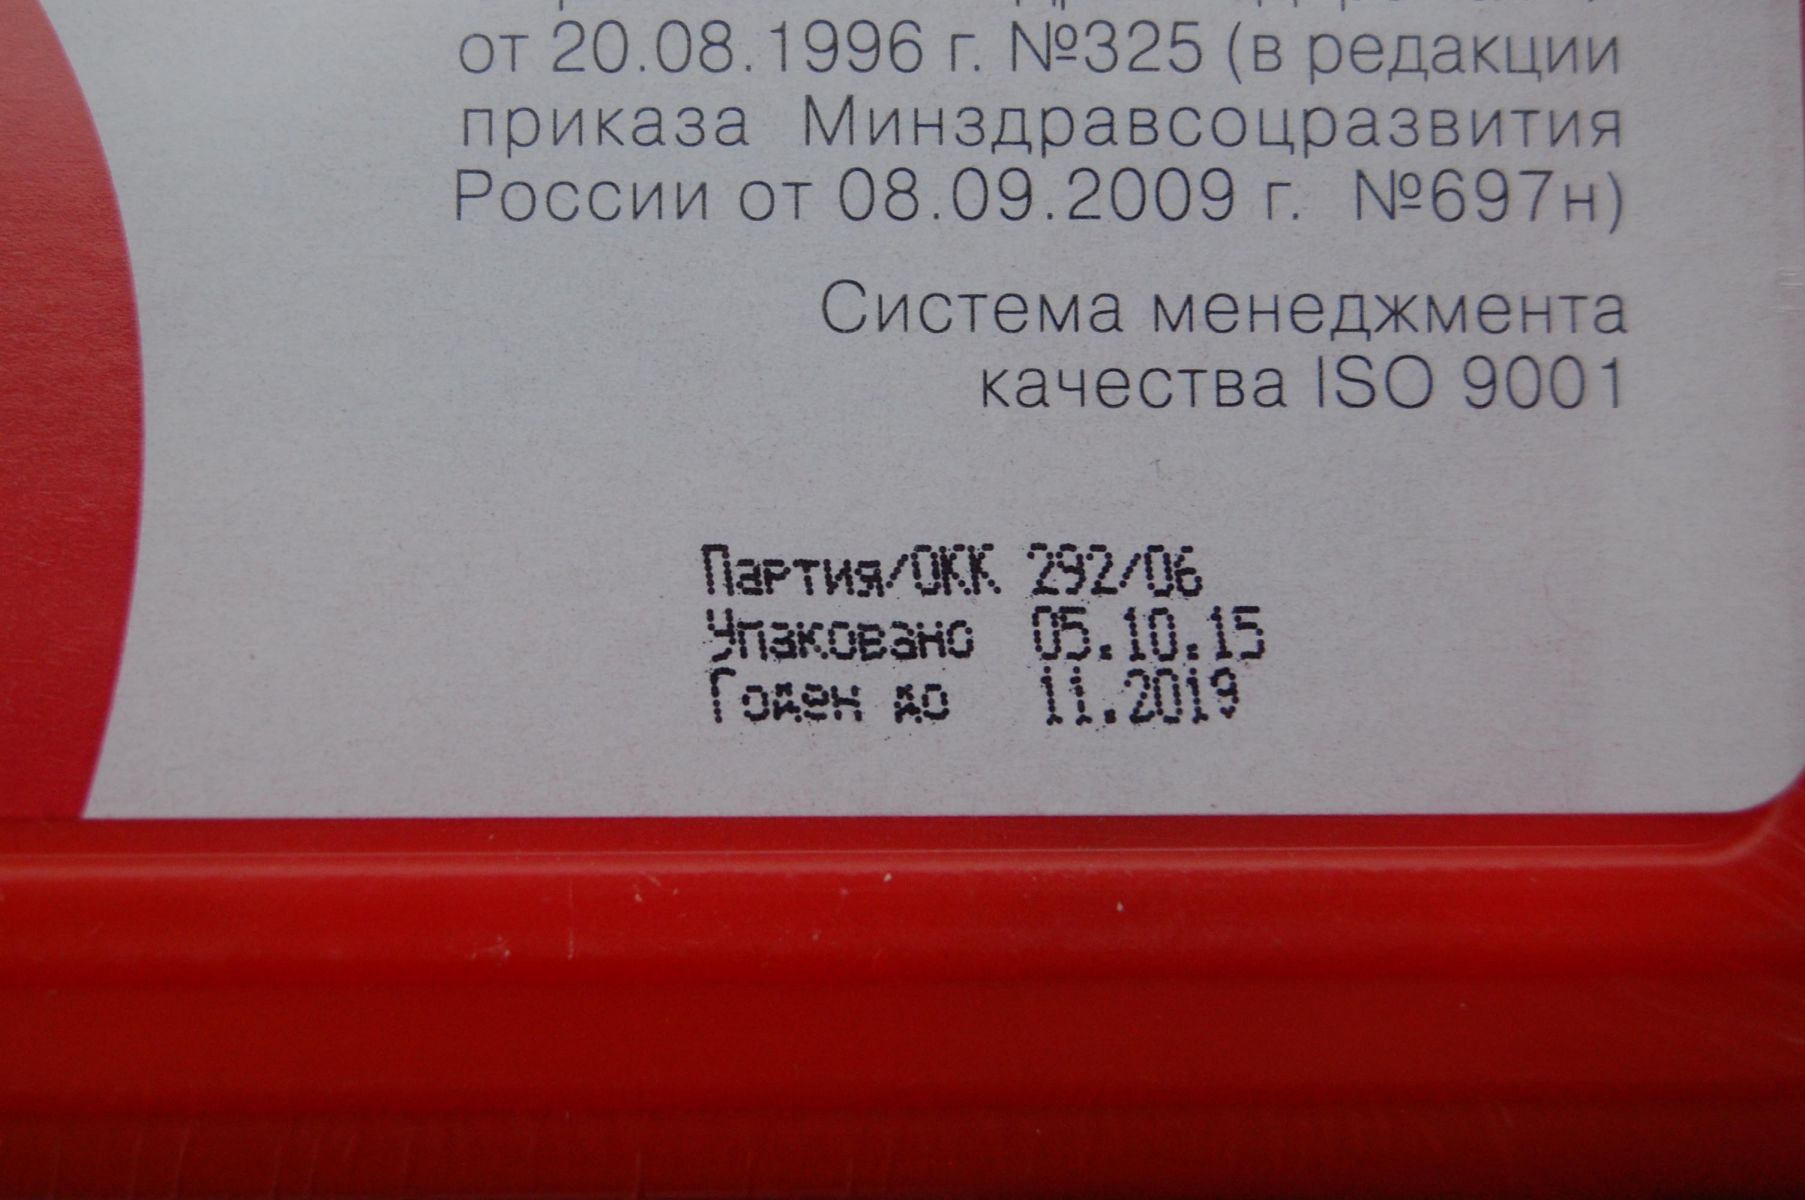 от 20.08.1996 г. №325 (в редакции
приказа Минздравсоцразвития
России от 08.09.2009 г. №697н)
Система менеджмента
качества ISO 9001
Партия/ОКК 292/06
Упаковано 05.10.15
Годен до 11.2019